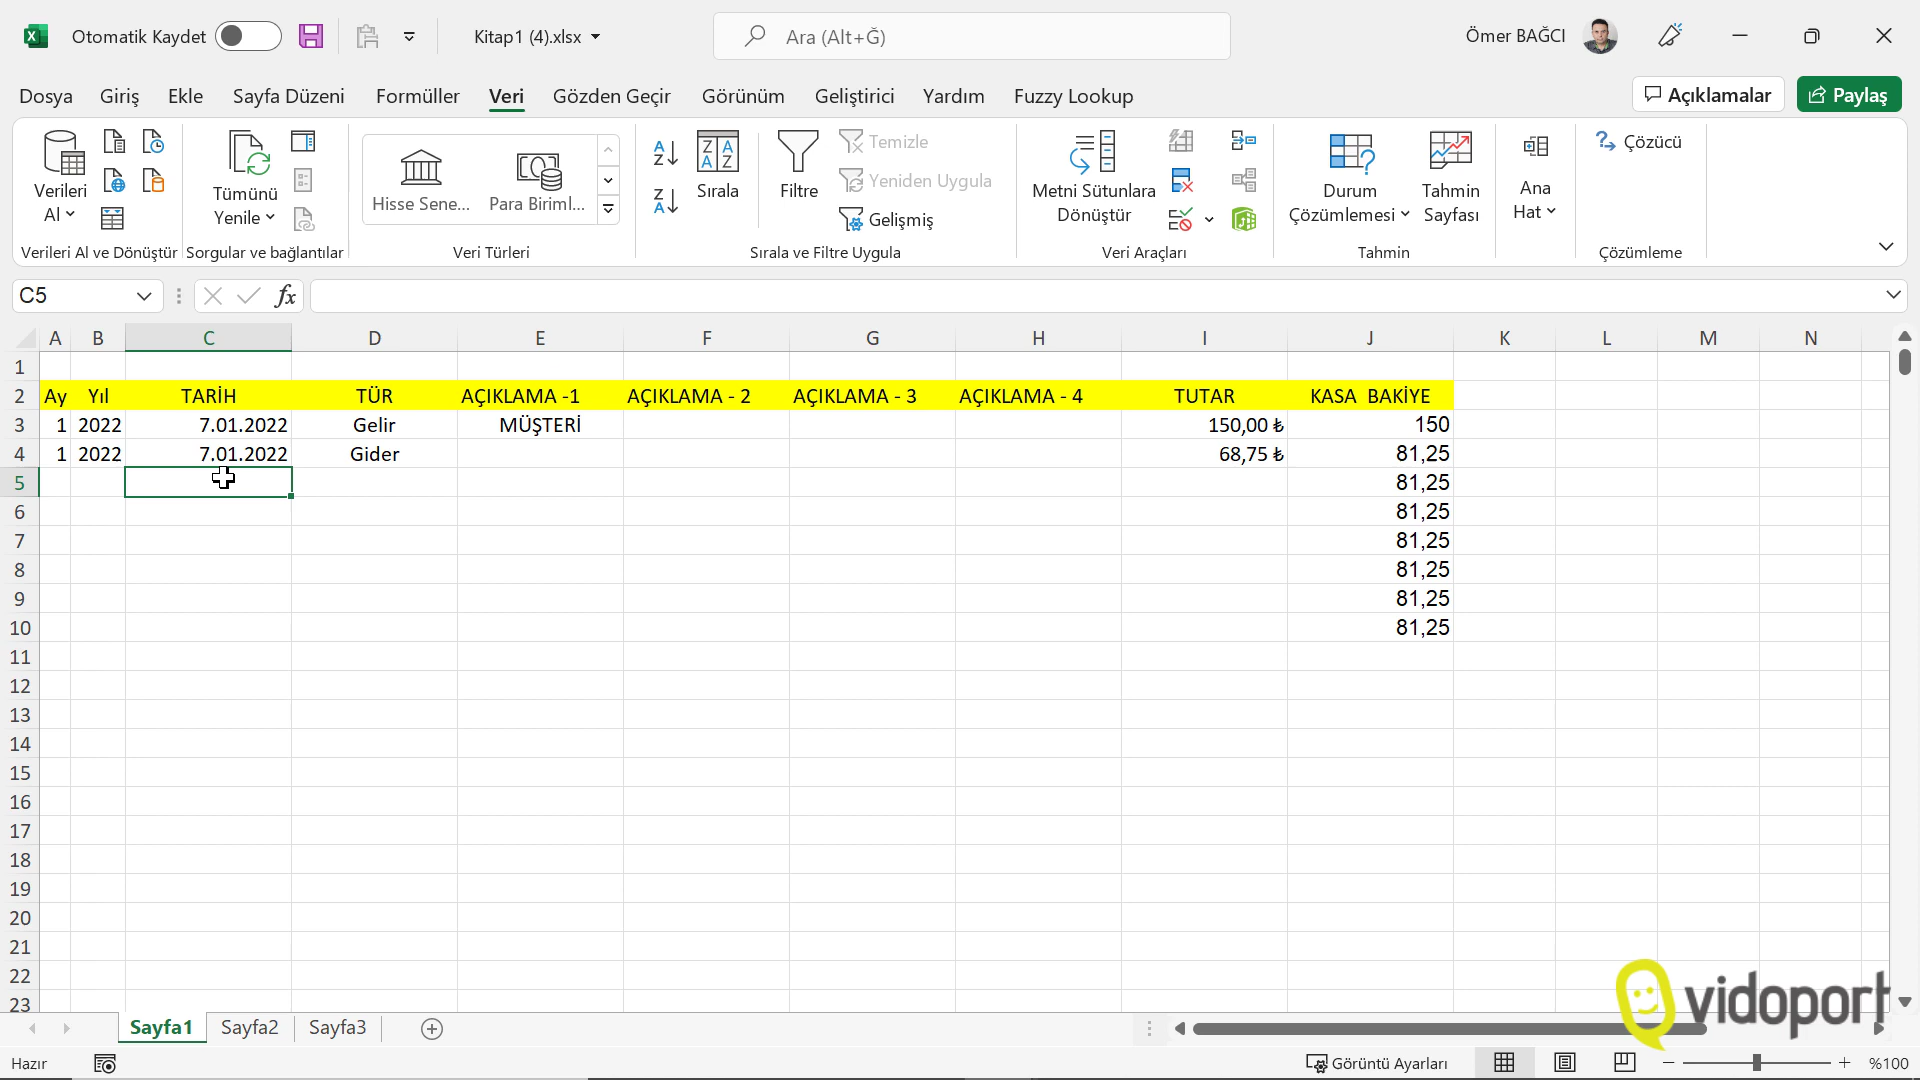 Otomatik Kaydet
Kitap1 (4).xlsx
Ara (Alt+Ğ)
Ömer BAĞCI
Dosya Giriş Ekle Sayfa Düzeni Formüller Veri Gözden Geçir Görünüm Geliştirici Yardım Fuzzy Lookup
Açıklamalar
Paylaş
Verileri Al
Tümünü Yenile
Hisse Sene...
Para Biriml...
Sırala
Filtre
Temizle
Yeniden Uygula
Gelişmiş
Metni Sütunlara Dönüştür
Durum Çözümlemesi
Tahmin Sayfası
Ana Hat
Çözücü
Verileri Al ve Dönüştür
Sorgular ve bağlantılar
Veri Türleri
Sırala ve Filtre Uygula
Veri Araçları
Tahmin
Çözümleme
C5
fx
A B C D E F G H I J K L M N
1
2 Ay Yıl TARİH TÜR AÇIKLAMA -1 AÇIKLAMA - 2 AÇIKLAMA - 3 AÇIKLAMA - 4 TUTAR KASA BAKİYE
3 1 2022 7.01.2022 Gelir MÜŞTERİ 150,00 ₺ 150
4 1 2022 7.01.2022 Gider 68,75 ₺ 81,25
5 81,25
6 81,25
7 81,25
8 81,25
9 81,25
10 81,25
11
12
13
14
15
16
17
18
19
20
21
22
23
vidoport
Sayfa1 Sayfa2 Sayfa3
Hazır
Görüntü Ayarları
%100